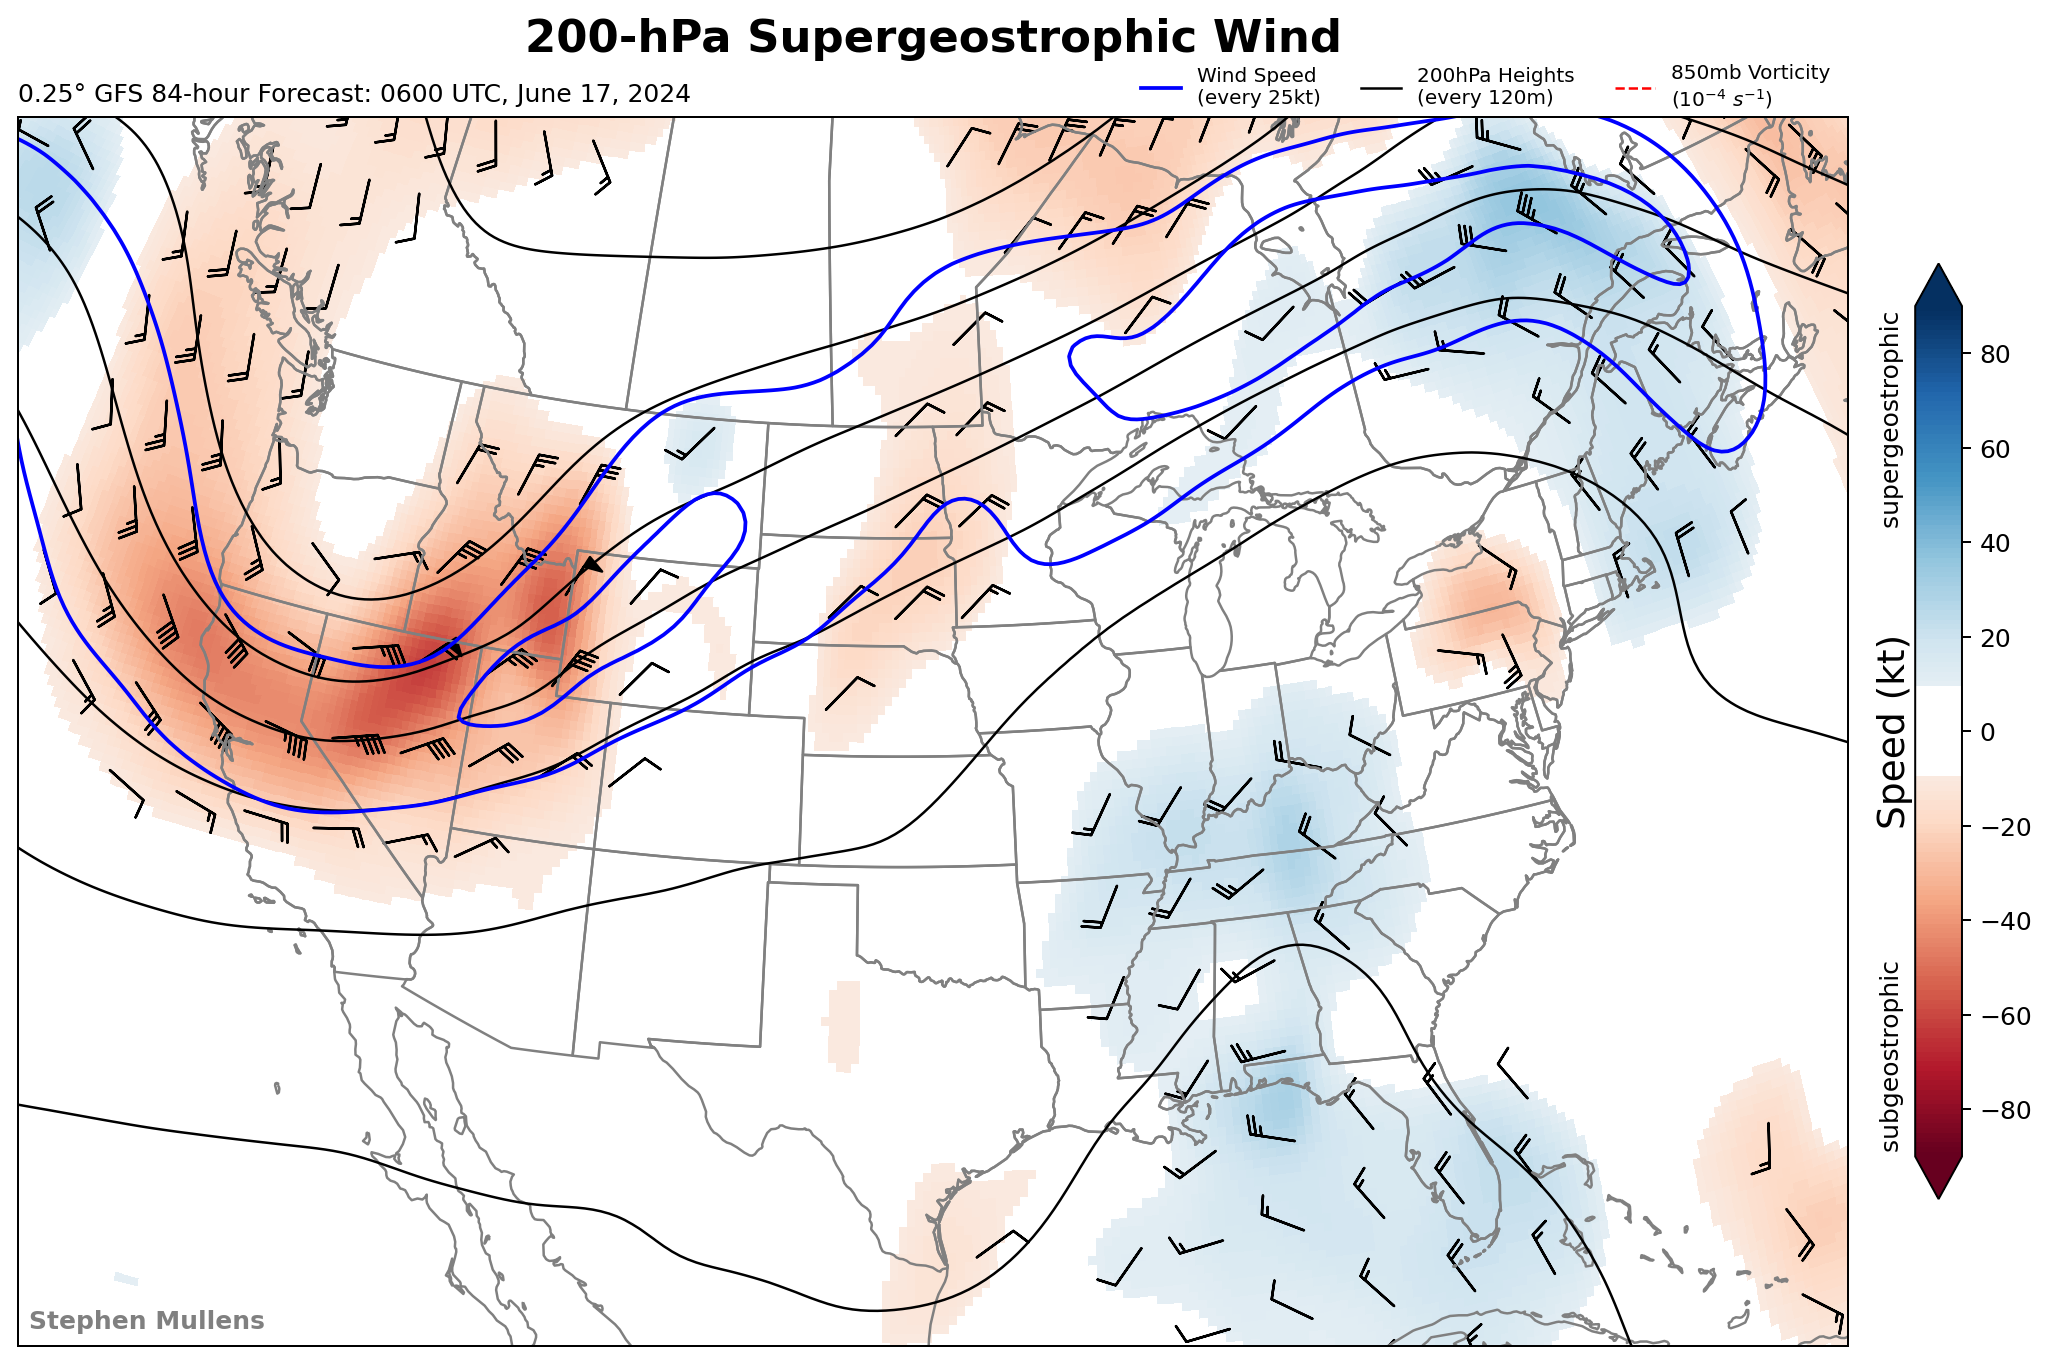 200-hPa Supergeostrophic Wind
0.25° GFS 84-hour Forecast: 0600 UTC, June 17, 2024
Wind Speed
(every 25kt)
200hPa Heights
(every 120m)
850mb Vorticity
(10⁻⁴ s⁻¹)
supergeostrophic
Speed (kt)
subgeostrophic
80
60
40
20
0
−20
−40
−60
−80
Stephen Mullens